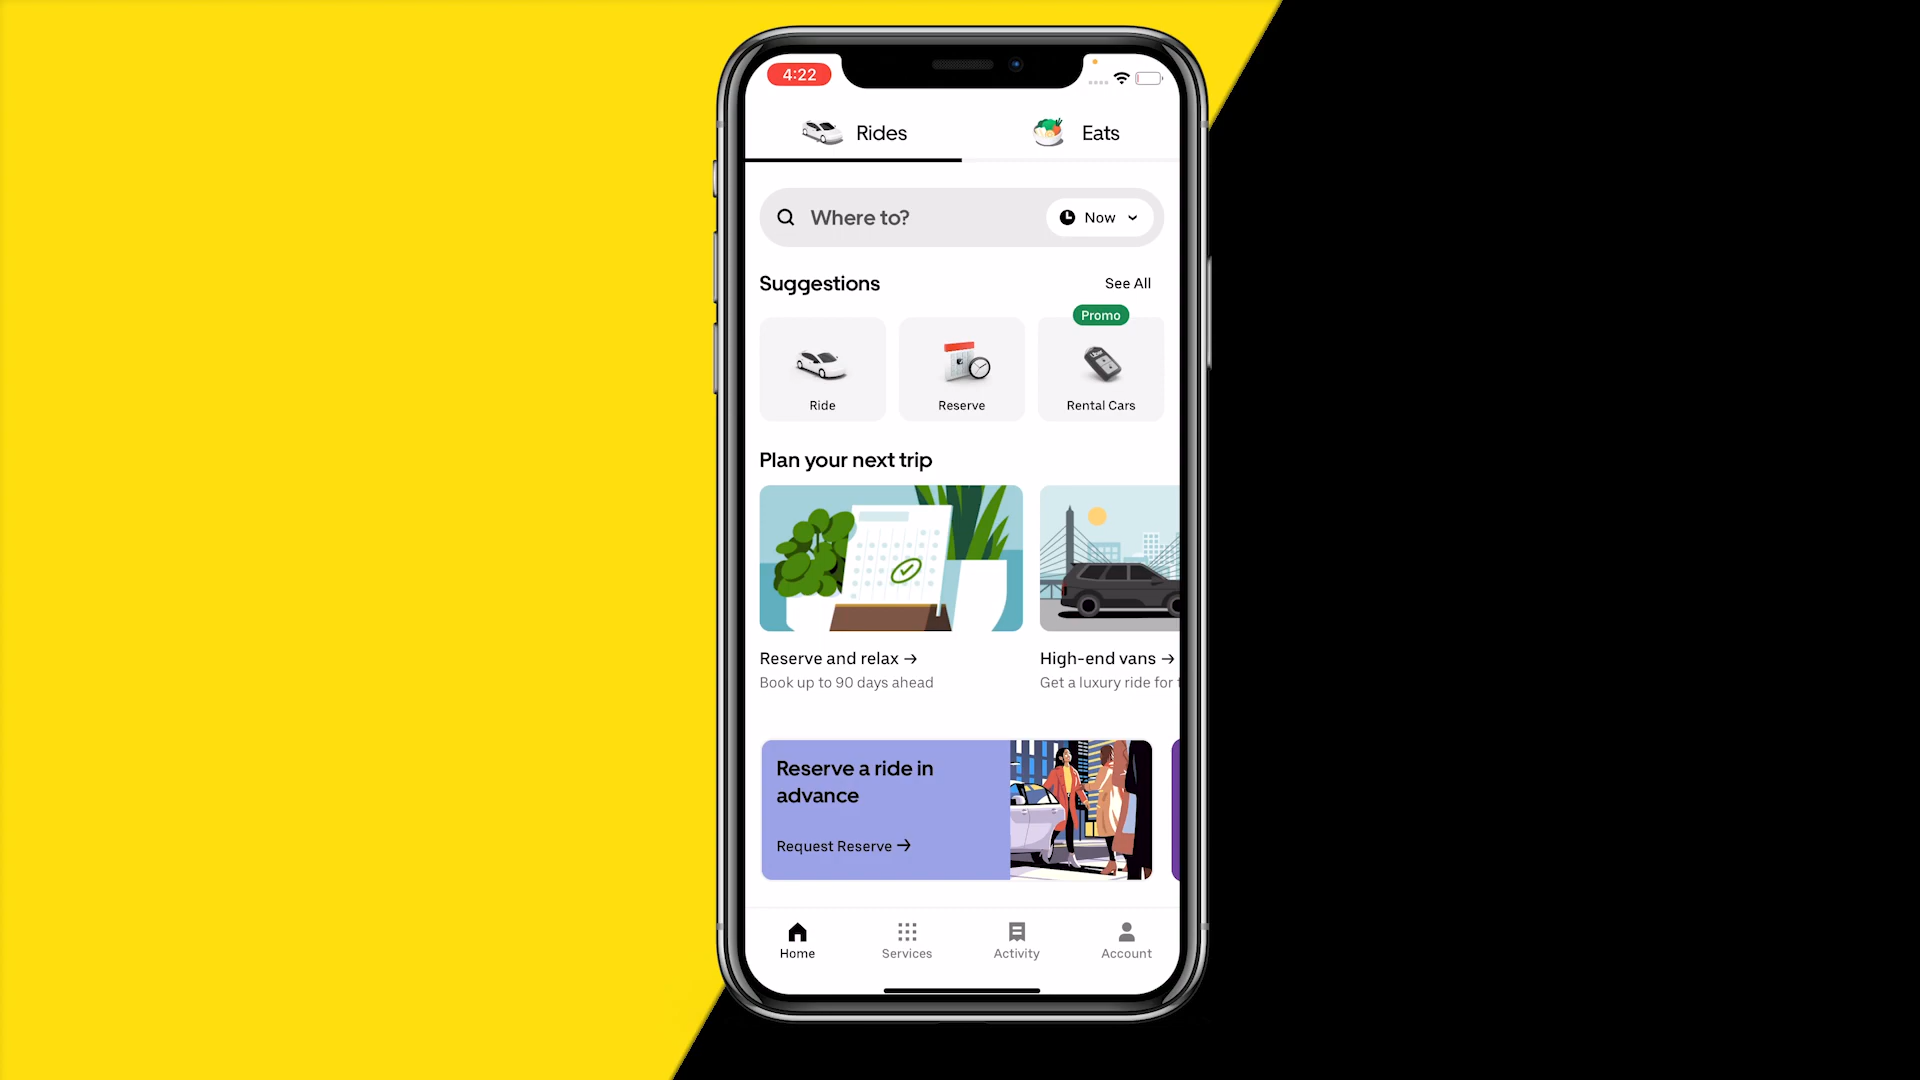 4:22
Rides
Eats
Where to?
Now
Suggestions
See All
Promo
Uber
Ride
Reserve
Rental Cars
Plan your next trip
Reserve and relax →
High-end vans →
Book up to 90 days ahead
Get a luxury ride for
Reserve a ride in
advance
Request Reserve →
Home
Services
Activity
Account